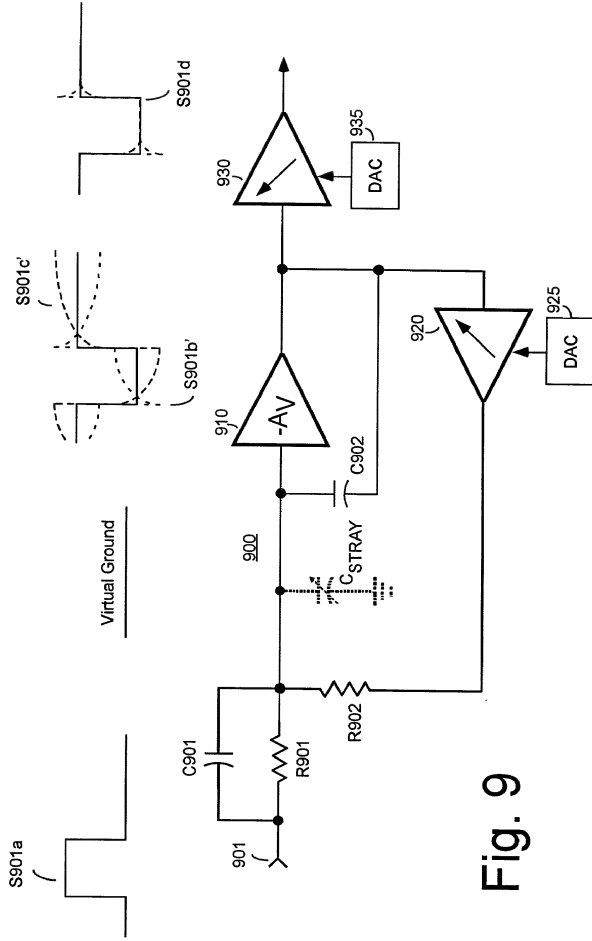 S901a
Virtual Ground
S901c'
S901b'
S901d
901
C901
R901
R902
900
CSTRAY
C902
910
-AV
930
935
DAC
920
925
DAC
Fig. 9